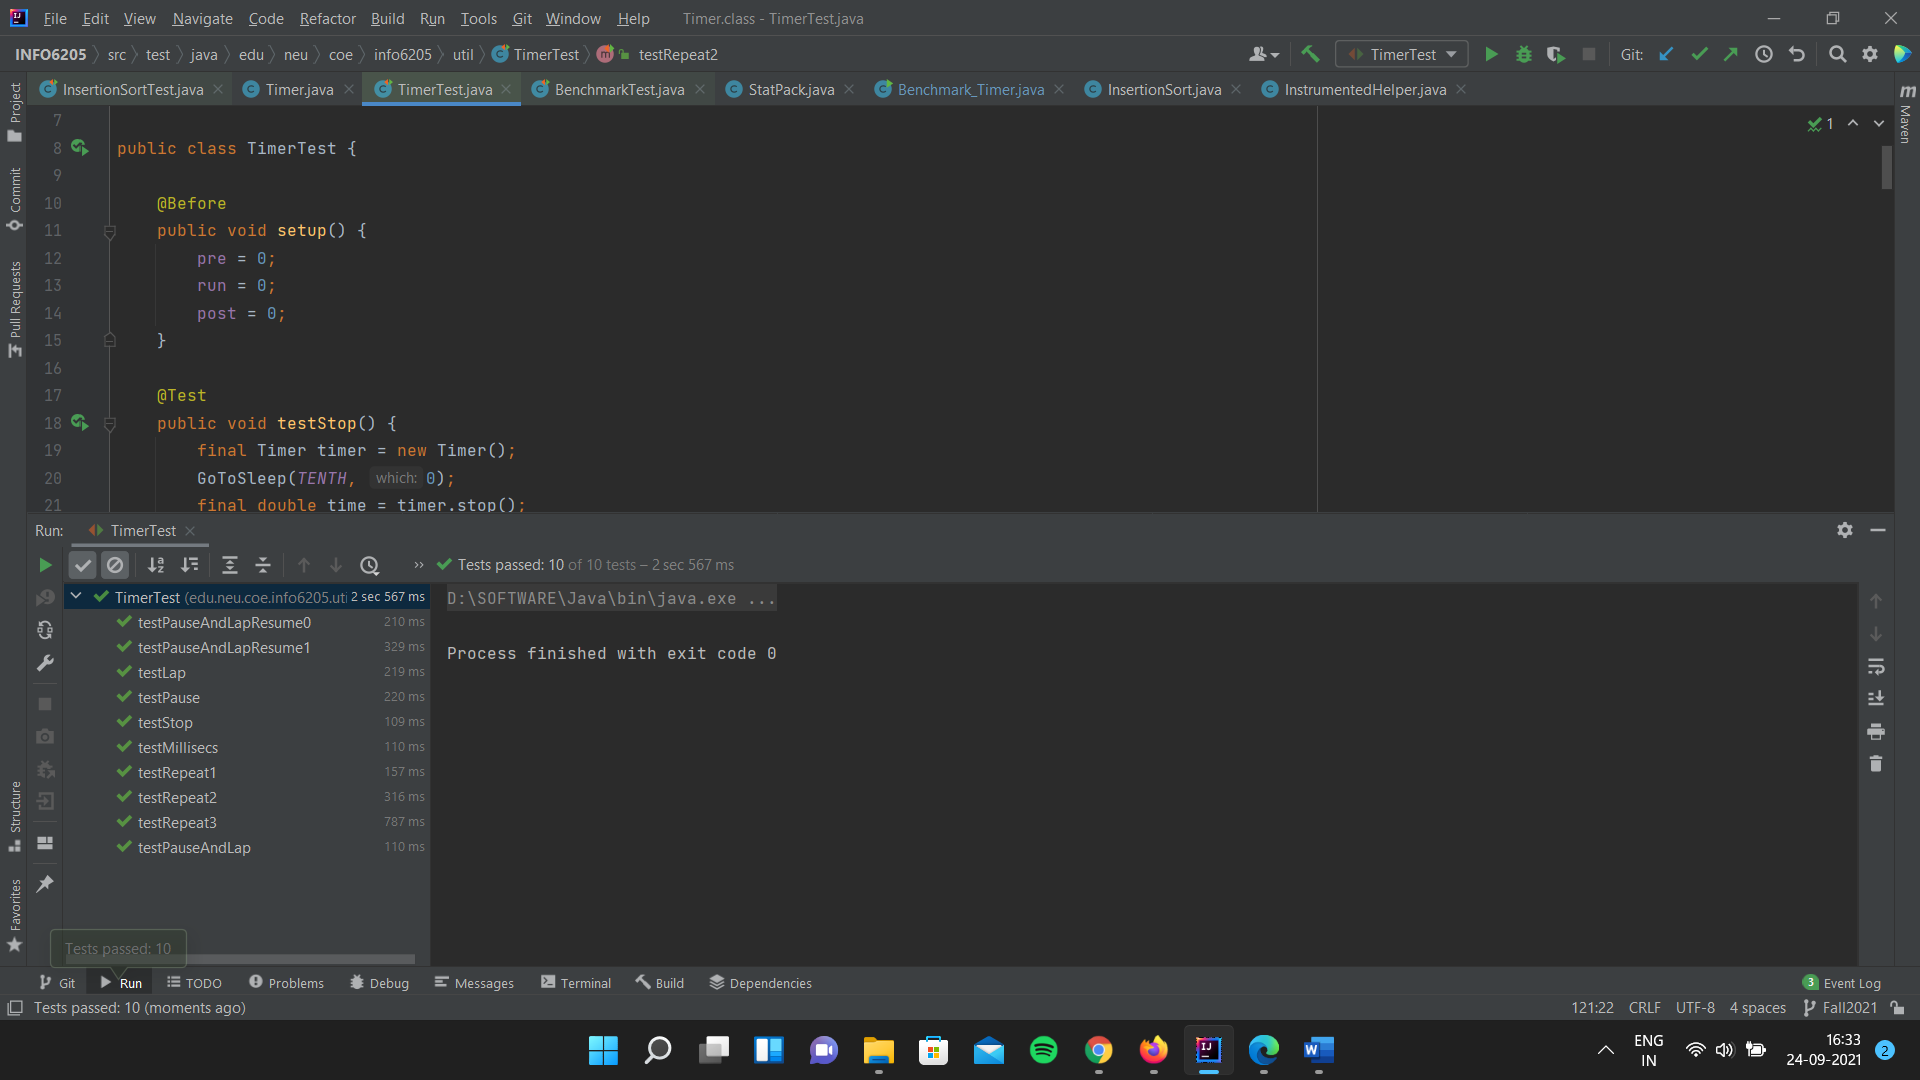 File Edit View Navigate Code Refactor Build Run Tools Git Window Help Timer.class - TimerTest.java
INFO6205 src test java edu neu coe info6205 util TimerTest testRepeat2 TimerTest Git:
InsertionSortTest.java Timer.java TimerTest.java BenchmarkTest.java StatPack.java Benchmark_Timer.java InsertionSort.java InstrumentedHelper.java
Project
Commit
Pull Requests
Structure
Favorites
Maven
1
7
8 public class TimerTest {
9
10 @Before
11 public void setup() {
12 pre = 0;
13 run = 0;
14 post = 0;
15 }
16
17 @Test
18 public void testStop() {
19 final Timer timer = new Timer();
20 GoToSleep(TENTH, which: 0);
21 final double time = timer.stop();
Run: TimerTest
Tests passed: 10 of 10 tests – 2 sec 567 ms
TimerTest (edu.neu.coe.info6205.uti 2 sec 567 ms
testPauseAndLapResume0 210 ms
testPauseAndLapResume1 329 ms
testLap 219 ms
testPause 220 ms
testStop 109 ms
testMillisecs 110 ms
testRepeat1 157 ms
testRepeat2 316 ms
testRepeat3 787 ms
testPauseAndLap 110 ms
D:\SOFTWARE\Java\bin\java.exe ...
Process finished with exit code 0
Tests passed: 10
Git Run TODO Problems Debug Messages Terminal Build Dependencies 3 Event Log
Tests passed: 10 (moments ago) 121:22 CRLF UTF-8 4 spaces Fall2021
ENG
IN
16:33
24-09-2021
2